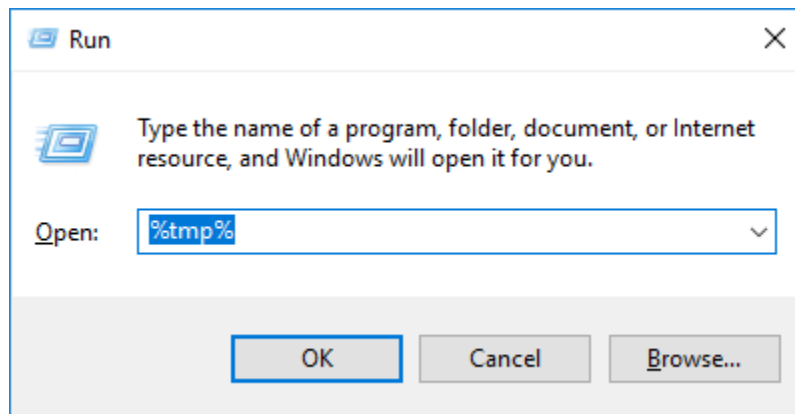 Run
Type the name of a program, folder, document, or Internet
resource, and Windows will open it for you.
Open: %tmp%
OK Cancel Browse...